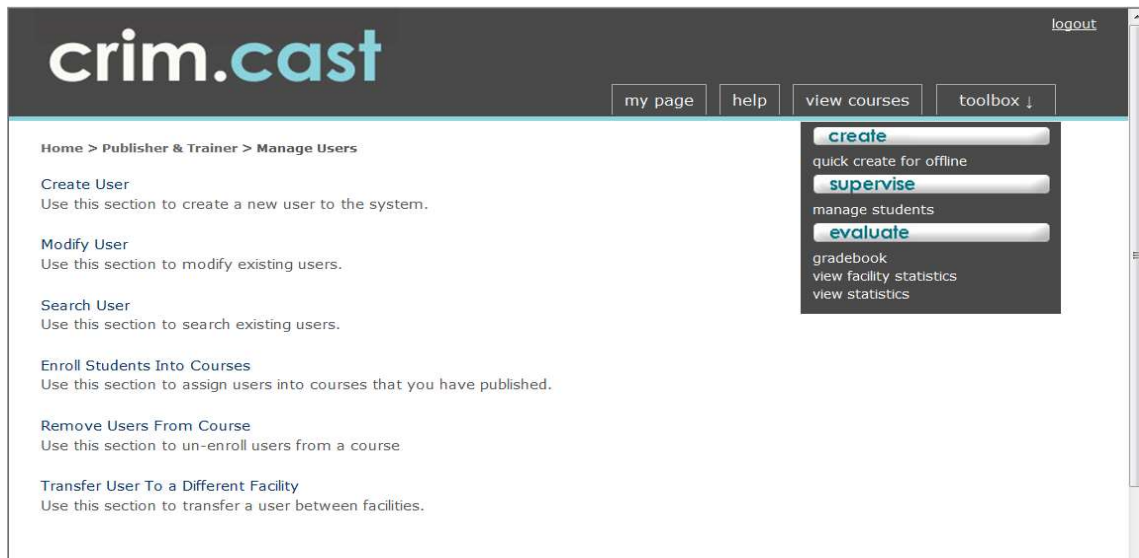 logout
crim.cast
my page help view courses toolbox ↓
Home > Publisher & Trainer > Manage Users
Create User
Use this section to create a new user to the system.
Modify User
Use this section to modify existing users.
Search User
Use this section to search existing users.
Enroll Students Into Courses
Use this section to assign users into courses that you have published.
Remove Users From Course
Use this section to un-enroll users from a course
Transfer User To a Different Facility
Use this section to transfer a user between facilities.
create
quick create for offline
supervise
manage students
evaluate
gradebook
view facility statistics
view statistics